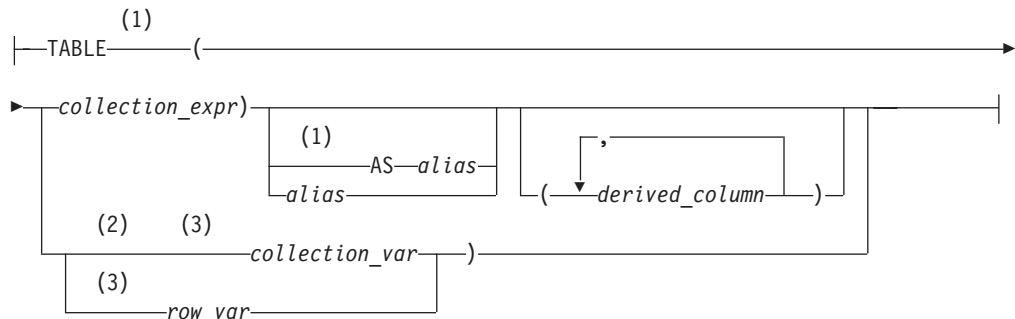 (1)
TABLE (
collection_expr)
(1) ,
AS alias
alias ( derived_column )
(2) (3)
collection_var )
(3)
row_var